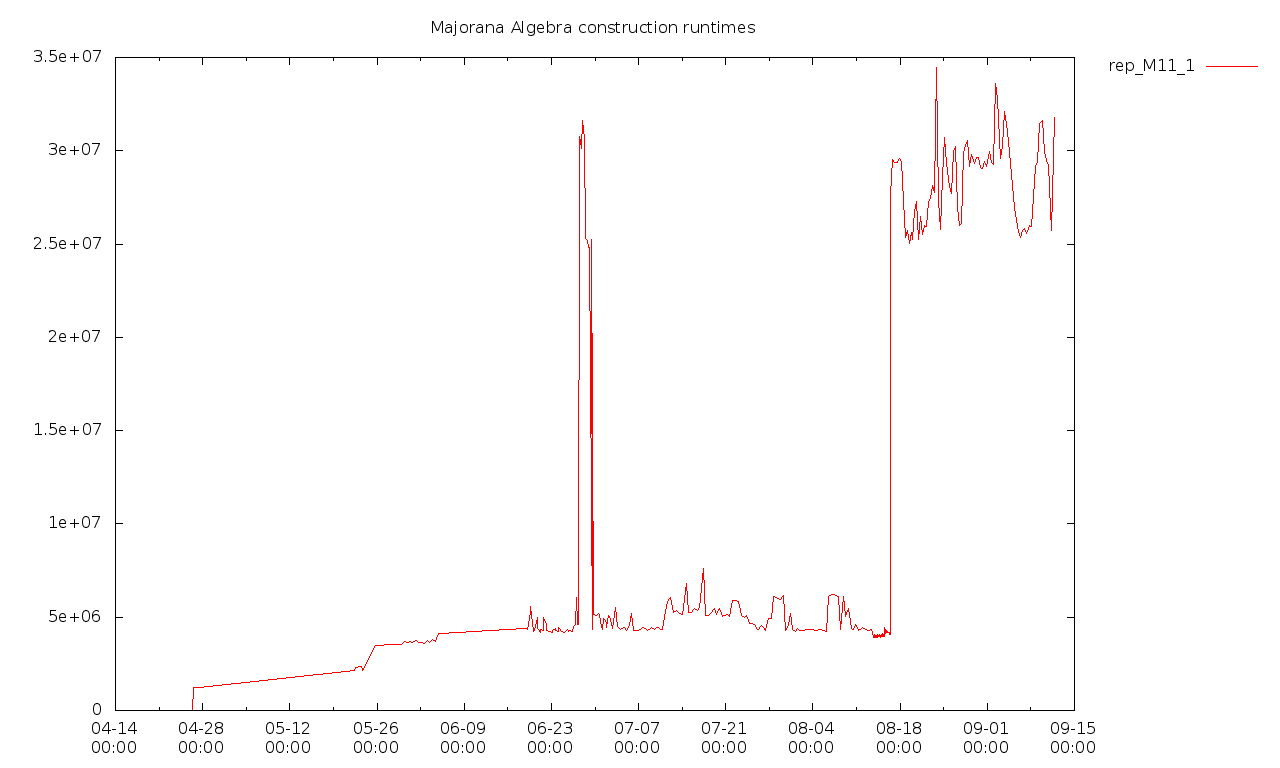 Majorana Algebra construction runtimes
rep_M11_1
3.5e+07
3e+07
2.5e+07
2e+07
1.5e+07
1e+07
5e+06
0
04-14 04-28 05-12 05-26 06-09 06-23 07-07 07-21 08-04 08-18 09-01 09-15
00:00 00:00 00:00 00:00 00:00 00:00 00:00 00:00 00:00 00:00 00:00 00:00